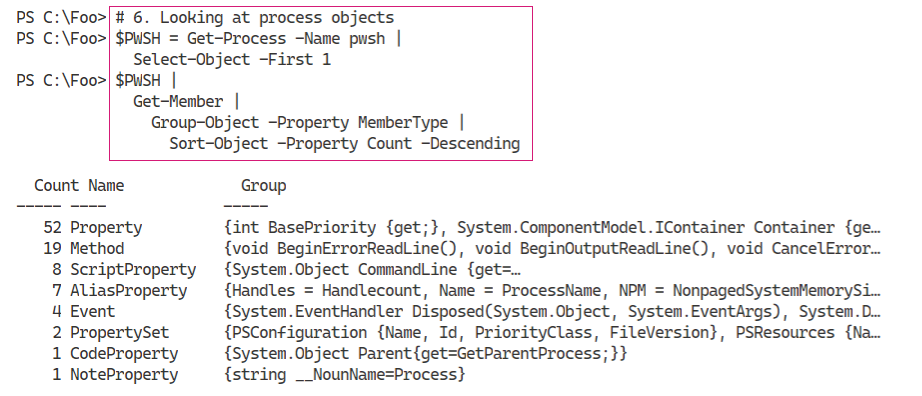 PS C:\Foo> # 6. Looking at process objects
PS C:\Foo> $PWSH = Get-Process -Name pwsh |
Select-Object -First 1
PS C:\Foo> $PWSH |
Get-Member |
Group-Object -Property MemberType |
Sort-Object -Property Count -Descending
Count Name Group
----- ---- -----
52 Property {int BasePriority {get;}, System.ComponentModel.IContainer Container {ge…
19 Method {void BeginErrorReadLine(), void BeginOutputReadLine(), void CancelError…
8 ScriptProperty {System.Object CommandLine {get=…
7 AliasProperty {Handles = Handlecount, Name = ProcessName, NPM = NonpagedSystemMemorySi…
4 Event {System.EventHandler Disposed(System.Object, System.EventArgs), System.D…
2 PropertySet {PSConfiguration {Name, Id, PriorityClass, FileVersion}, PSResources {Na…
1 CodeProperty {System.Object Parent{get=GetParentProcess;}}
1 NoteProperty {string __NounName=Process}